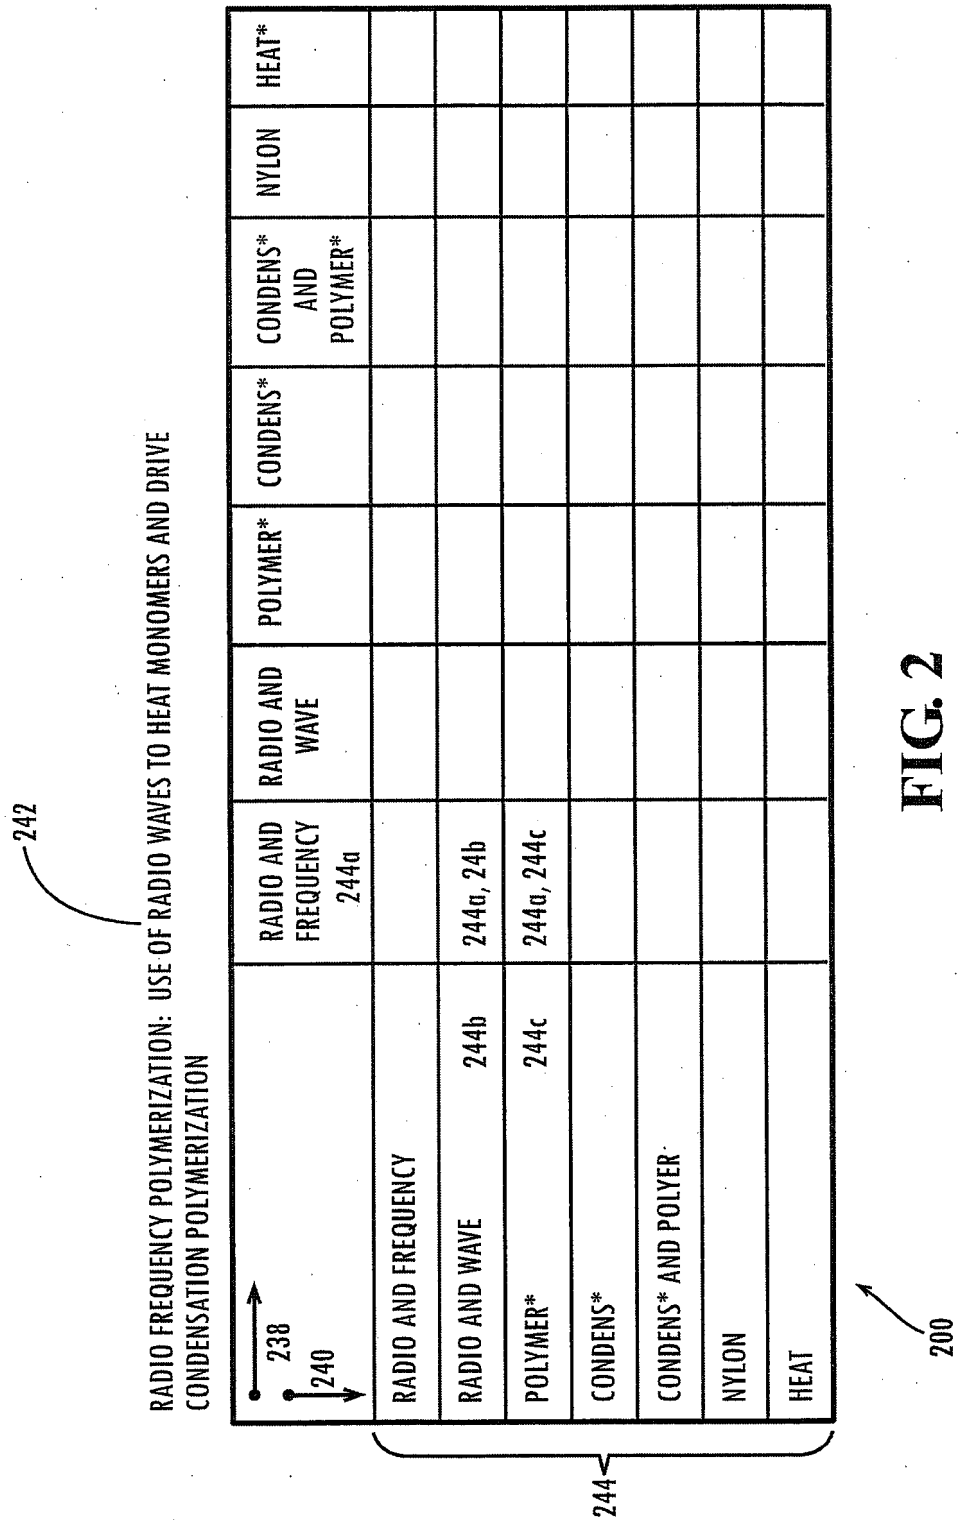 242
RADIO FREQUENCY POLYMERIZATION: USE OF RADIO WAVES TO HEAT MONOMERS AND DRIVE
CONDENSATION POLYMERIZATION
238
240
RADIO AND
FREQUENCY
244a
RADIO AND
WAVE
POLYMER*
CONDENS*
CONDENS*
AND
POLYMER*
NYLON
HEAT*
RADIO AND FREQUENCY
RADIO AND WAVE 244b 244a, 24b
POLYMER* 244c 244a, 244c
CONDENS*
CONDENS* AND POLYER
NYLON
HEAT
244
200
FIG. 2